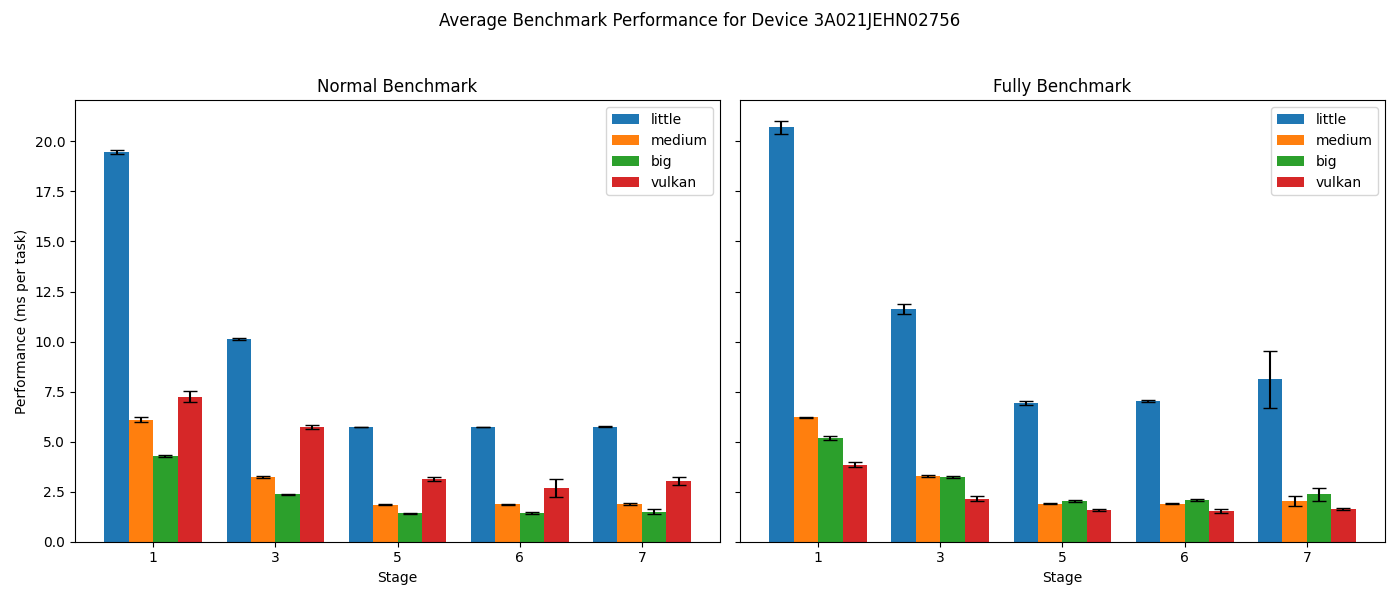 Average Benchmark Performance for Device 3A021JEHN02756
Normal Benchmark
Performance (ms per task)
20.0
17.5
15.0
12.5
10.0
7.5
5.0
2.5
0.0
little
medium
big
vulkan
1 3 5 6 7
Stage
Fully Benchmark
little
medium
big
vulkan
1 3 5 6 7
Stage